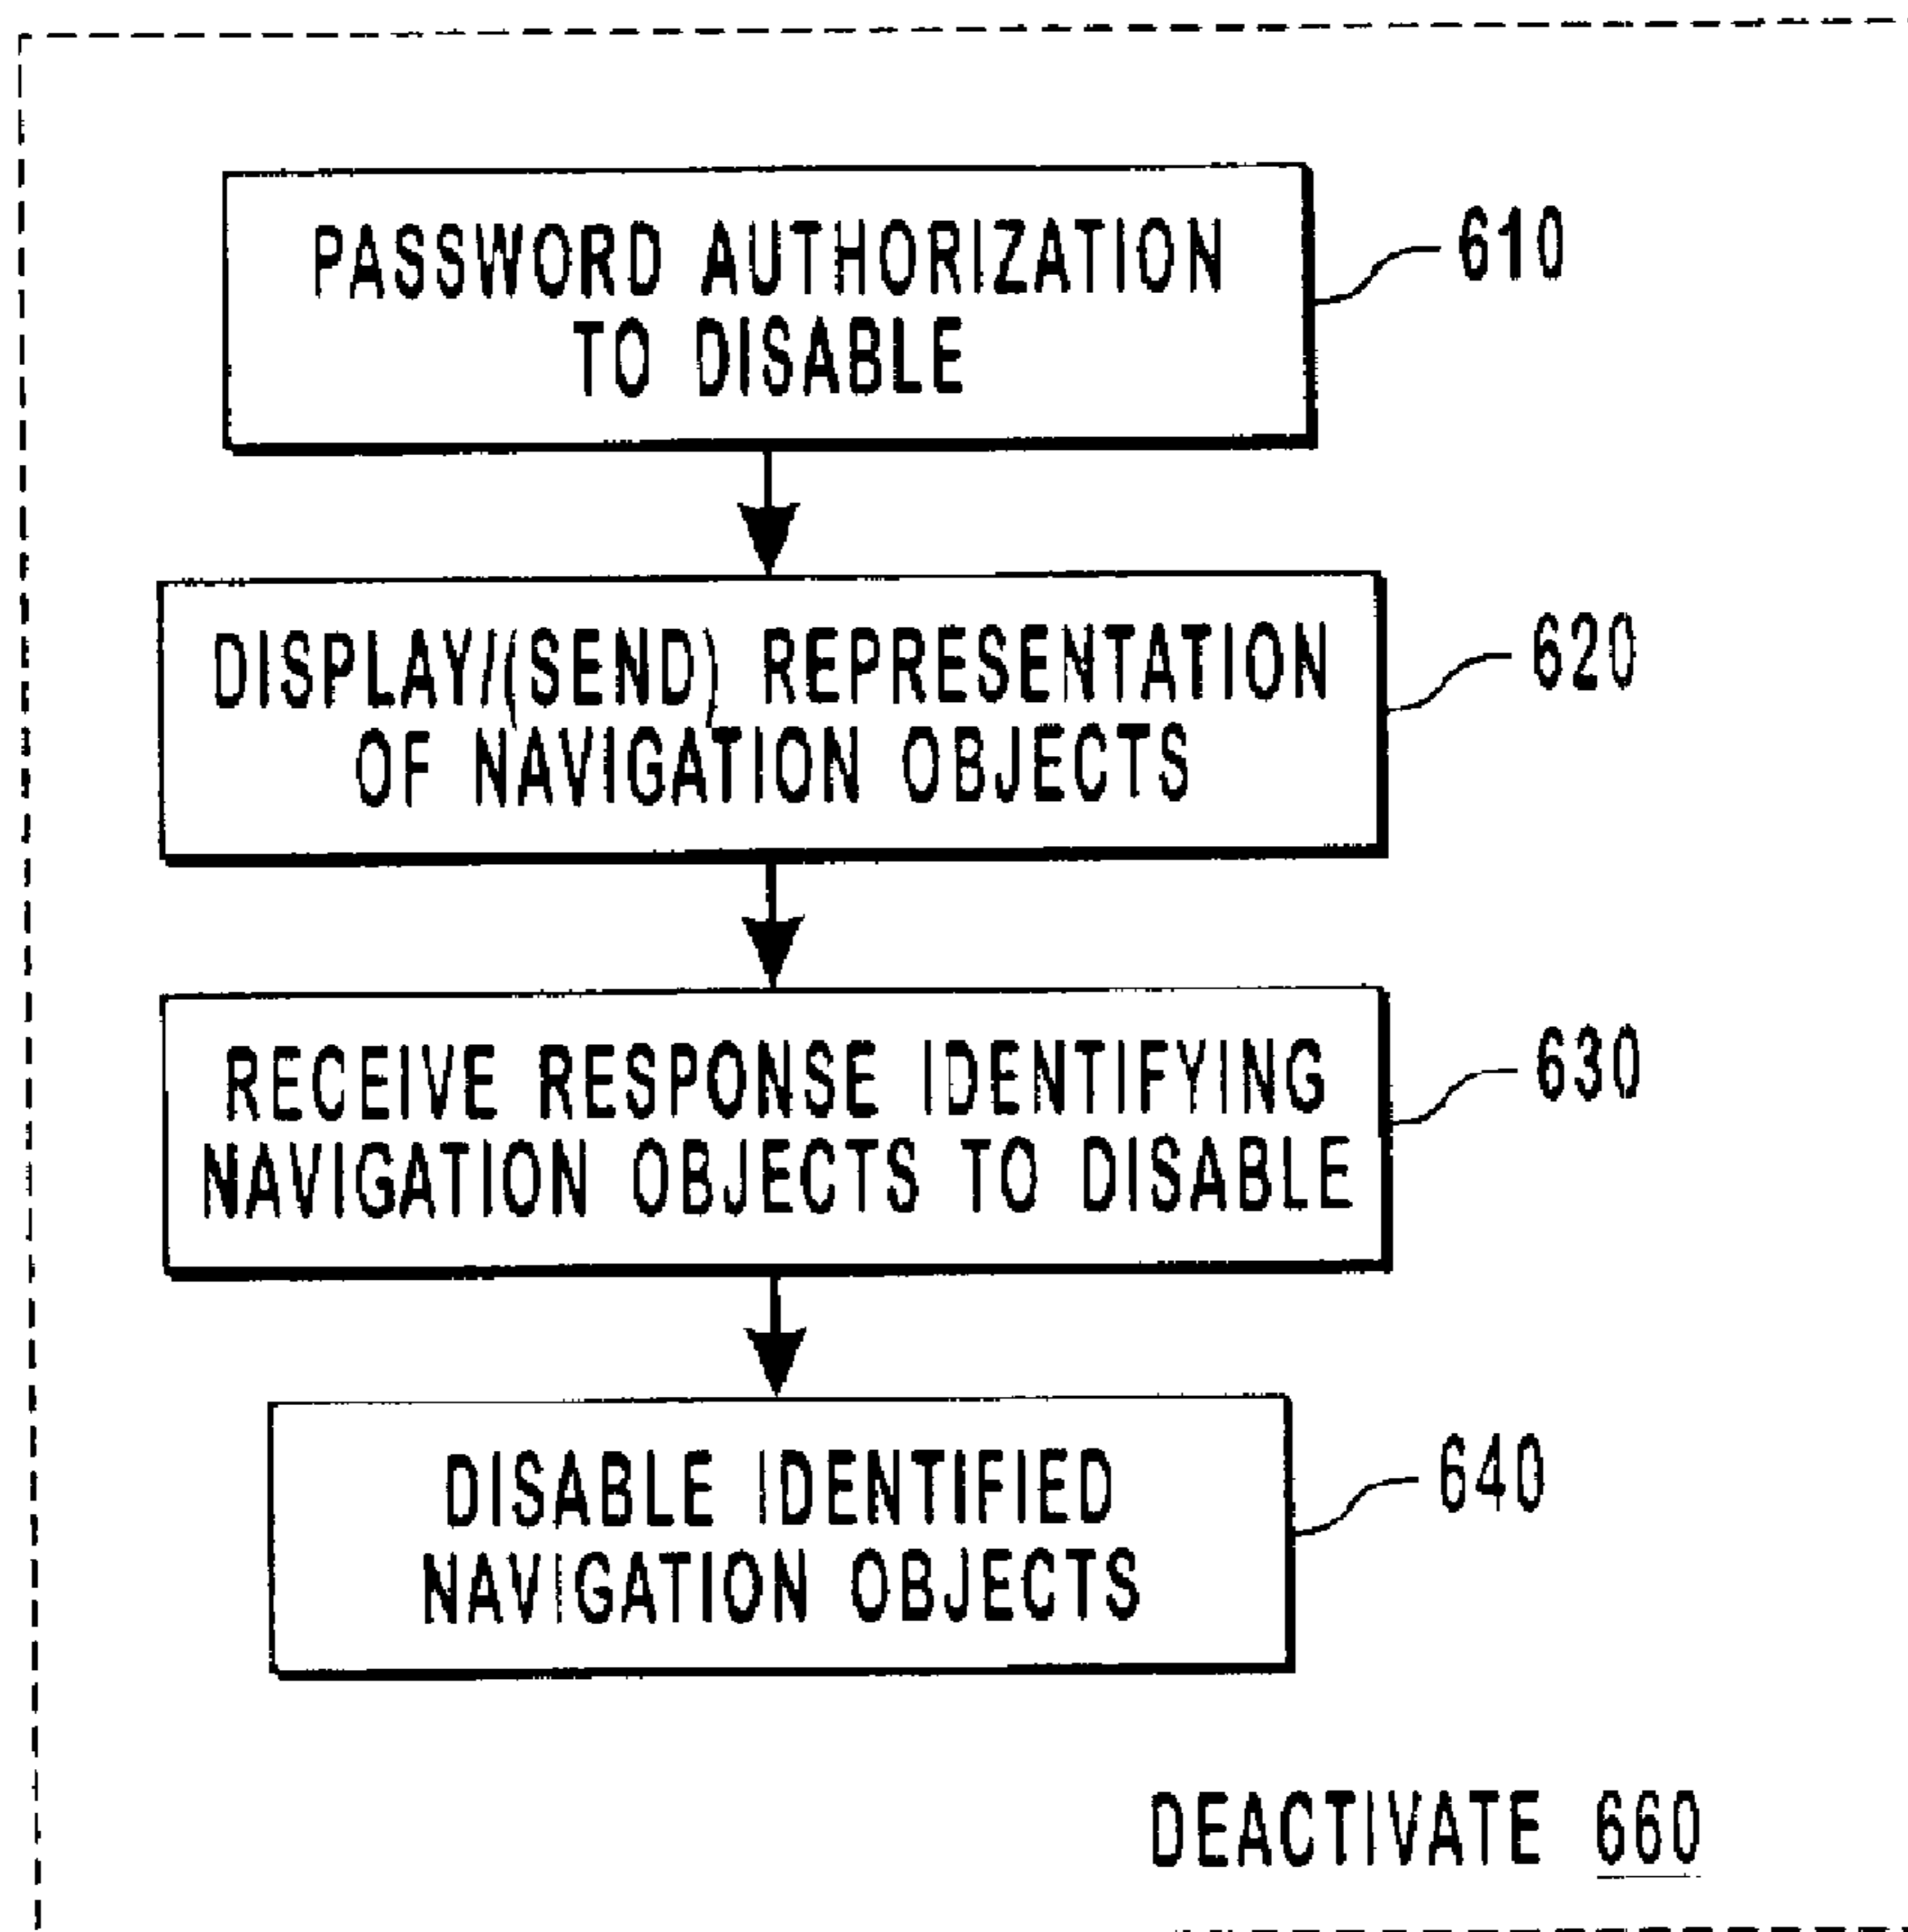 PASSWORD AUTHORIZATION
TO DISABLE
610
DISPLAY/(SEND) REPRESENTATION
OF NAVIGATION OBJECTS
620
RECEIVE RESPONSE IDENTIFYING
NAVIGATION OBJECTS TO DISABLE
630
DISABLE IDENTIFIED
NAVIGATION OBJECTS
640
DEACTIVATE 660